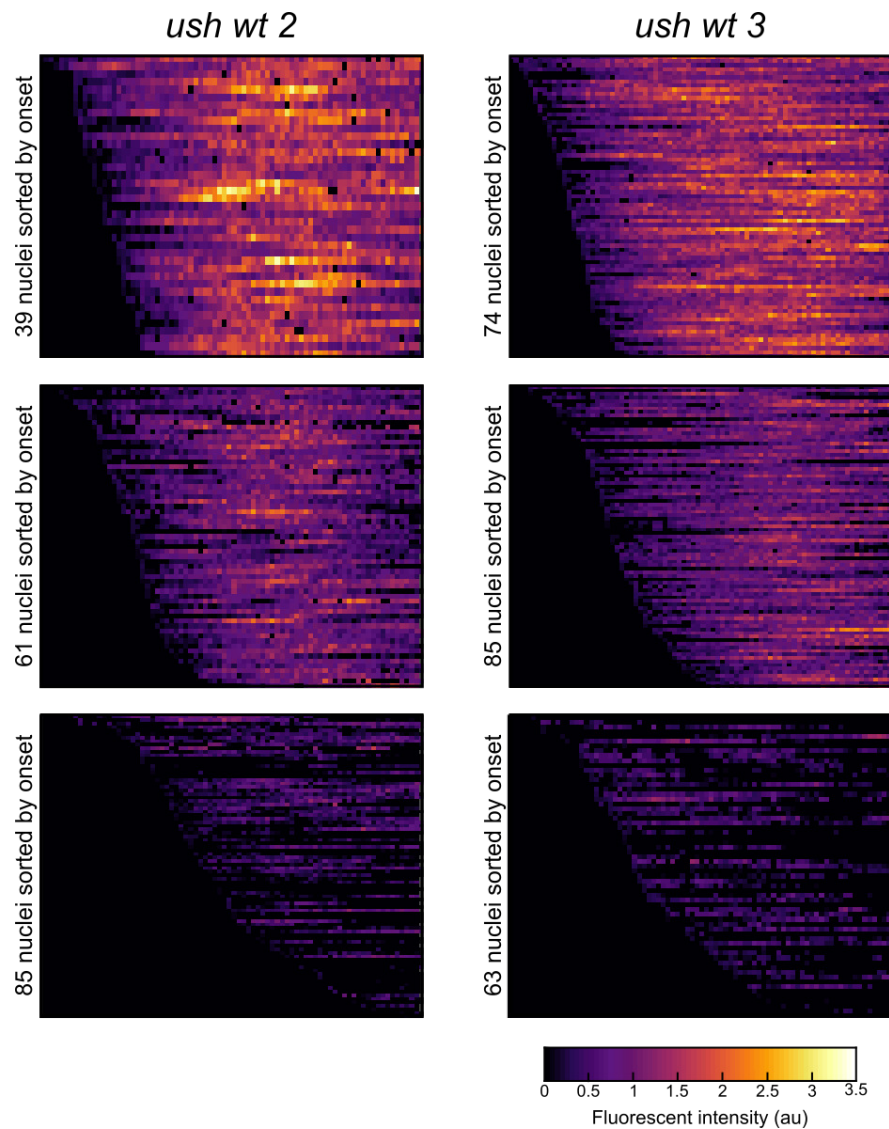 ush wt 2
ush wt 3
39 nuclei sorted by onset
74 nuclei sorted by onset
61 nuclei sorted by onset
85 nuclei sorted by onset
85 nuclei sorted by onset
63 nuclei sorted by onset
0 0.5 1 1.5 2 2.5 3 3.5
Fluorescent intensity (au)